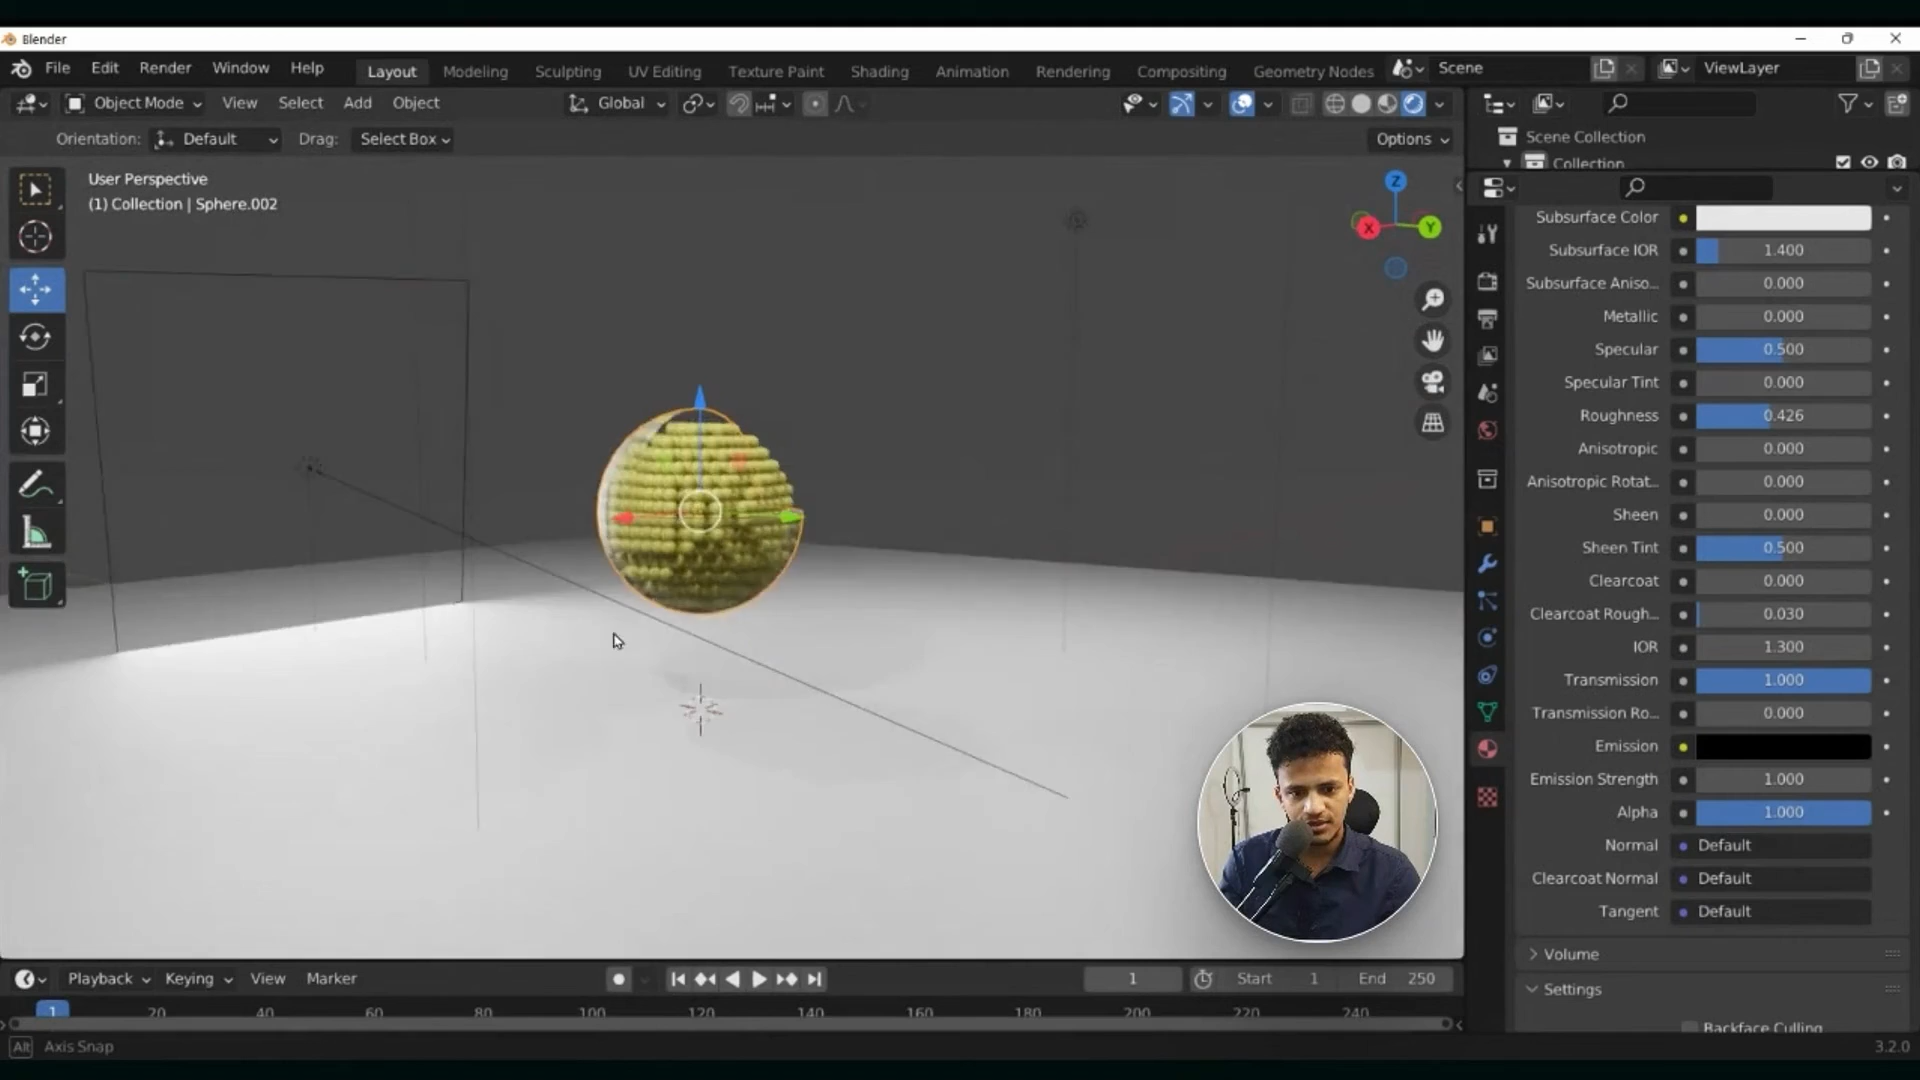 Blender
File Edit Render Window Help Layout Modeling Sculpting UV Editing Texture Paint Shading Animation Rendering Compositing Geometry Nodes Scene ViewLayer
Object Mode View Select Add Object Global
Orientation: Default Drag: Select Box Options
Scene Collection
Collection
User Perspective
(1) Collection | Sphere.002
Z
X
Y
Subsurface Color
Subsurface IOR 1.400
Subsurface Aniso... 0.000
Metallic 0.000
Specular 0.500
Specular Tint 0.000
Roughness 0.426
Anisotropic 0.000
Anisotropic Rotat... 0.000
Sheen 0.000
Sheen Tint 0.500
Clearcoat 0.000
Clearcoat Rough... 0.030
IOR 1.300
Transmission 1.000
Transmission Ro... 0.000
Emission
Emission Strength 1.000
Alpha 1.000
Normal Default
Clearcoat Normal Default
Tangent Default
Volume
Settings
Backface Culling
Playback Keying View Marker 1 Start 1 End 250
1 20 40 60 80 100 120 140 160 180 200 220 240
Alt Axis Snap 3.2.0